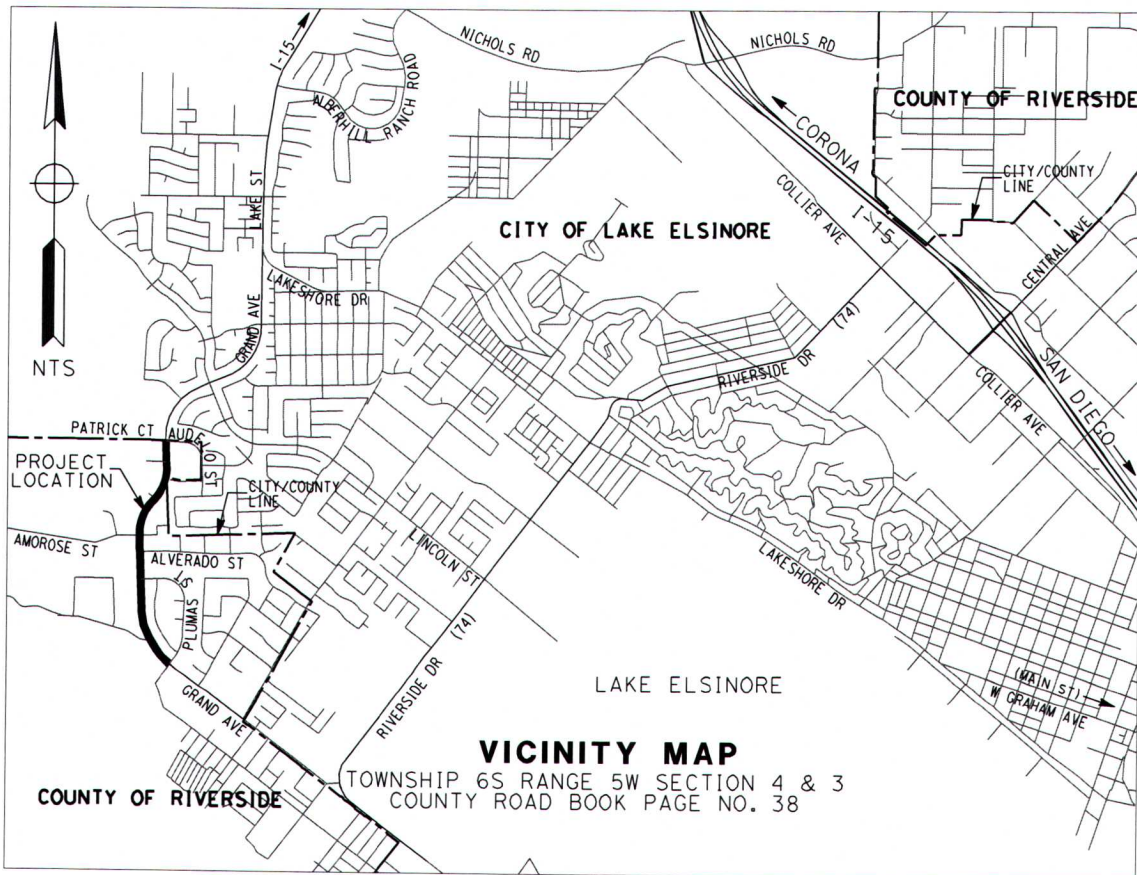 NICHOLS RD
NICHOLS RD
I-15
ALBERHILL RANCH ROAD
COUNTY OF RIVERSIDE
CORONA
CITY/COUNTY
LINE
LAKE ST
COLLIER AVE
I-15
CITY OF LAKE ELSINORE
CENTRAL AVE
LAKESHORE DR
GRAND AVE
(74)
NTS
RIVERSIDE DR
SAN DIEGO
COLLIER AVE
PATRICK CT
AUDELO ST
PROJECT
LOCATION
CITY/COUNTY
LINE
AMOROSE ST
ALVERADO ST
LINCOLN ST
LAKESHORE DR
PLUMAS ST
(74)
RIVERSIDE DR
LAKE ELSINORE
(MAIN ST)
W GRAHAM AVE
GRAND AVE
VICINITY MAP
TOWNSHIP 6S RANGE 5W SECTION 4 & 3
COUNTY ROAD BOOK PAGE NO. 38
COUNTY OF RIVERSIDE